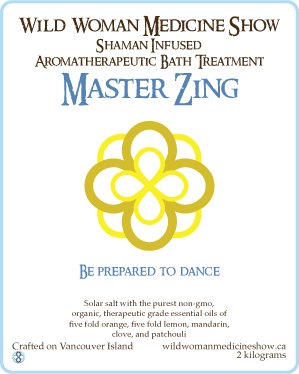 Wild Woman Medicine Show
Shaman Infused
Aromatherapeutic Bath Treatment
Master Zing
Be prepared to dance
Solar salt with the purest non-gmo,
organic, therapeutic grade essential oils of
five fold orange, five fold lemon, mandarin,
clove, and patchouli
Crafted on Vancouver Island
wildwomanmedicineshow.ca
2 kilograms